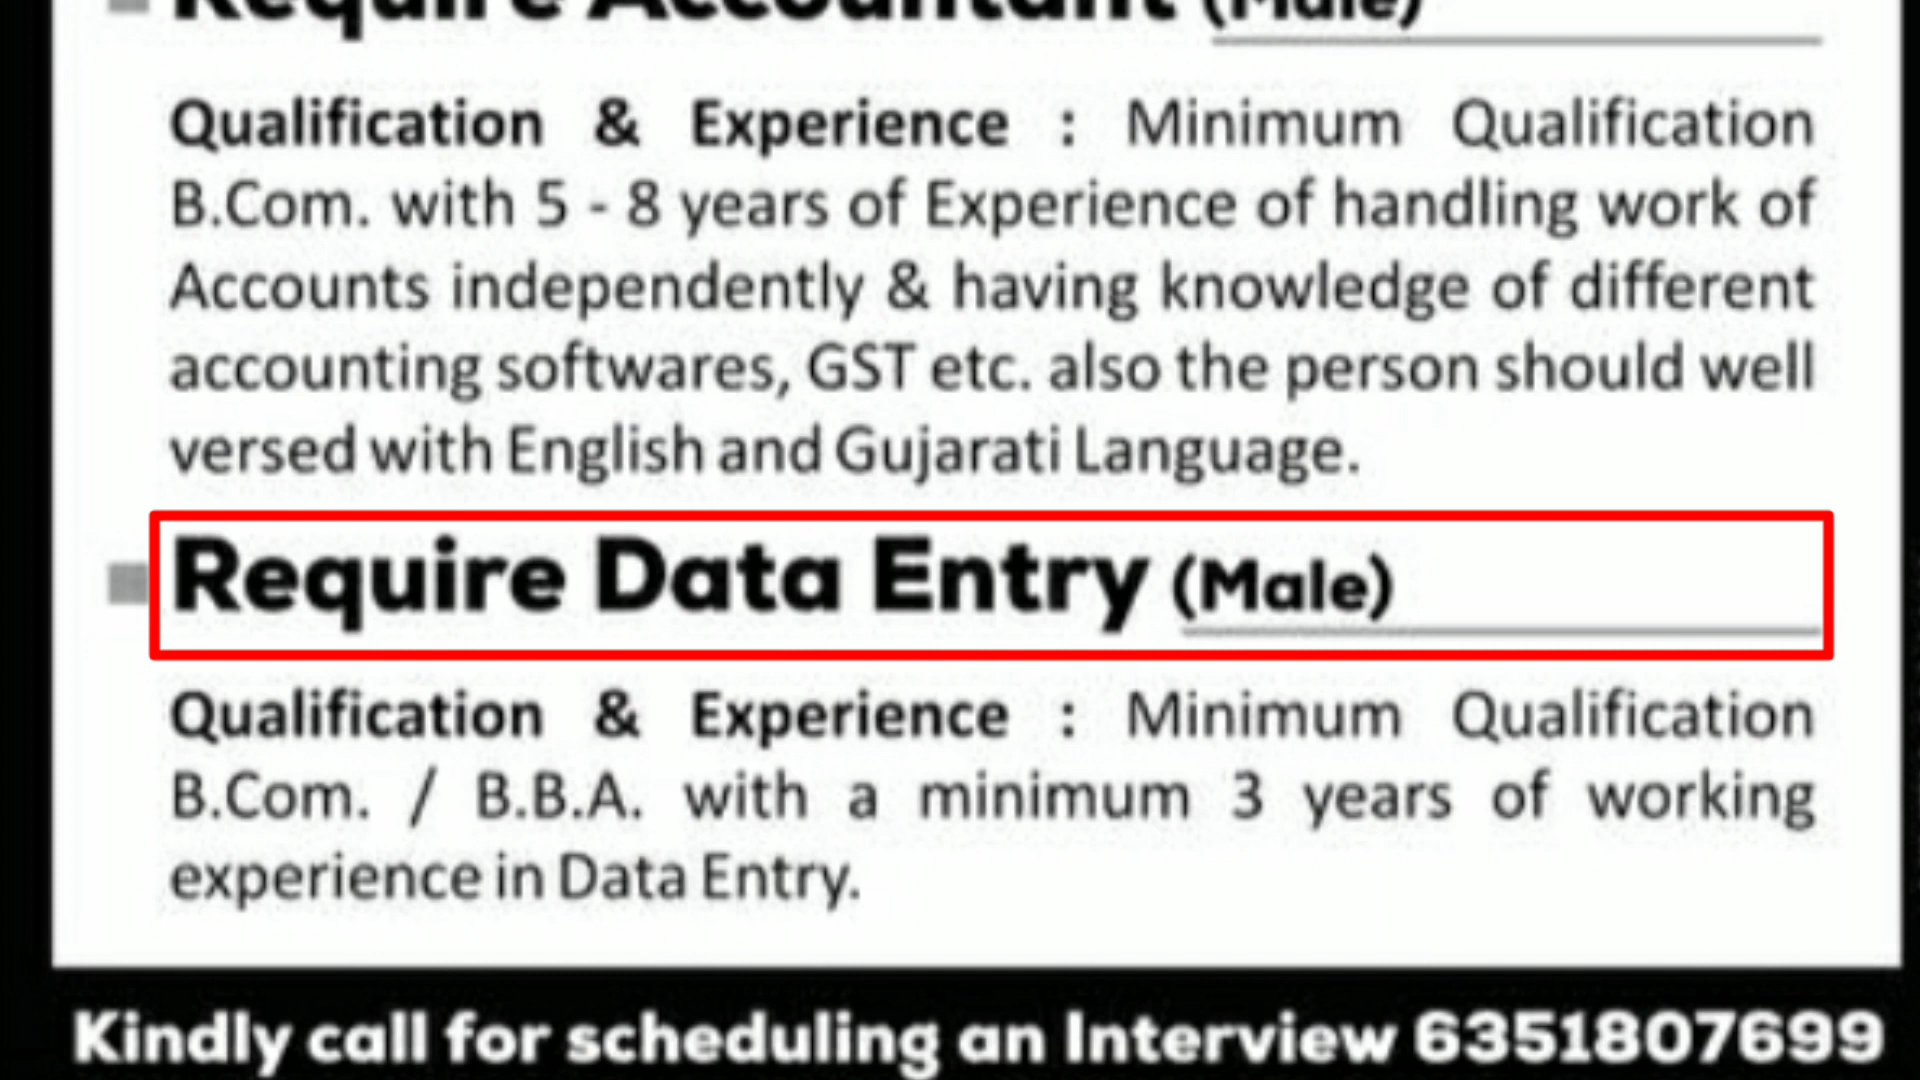 Require Accountant (Male)
Qualification & Experience : Minimum Qualification
B.Com. with 5 - 8 years of Experience of handling work of
Accounts independently & having knowledge of different
accounting softwares, GST etc. also the person should well
versed with English and Gujarati Language.
Require Data Entry (Male)
Qualification & Experience : Minimum Qualification
B.Com. / B.B.A. with a minimum 3 years of working
experience in Data Entry.
Kindly call for scheduling an Interview 6351807699